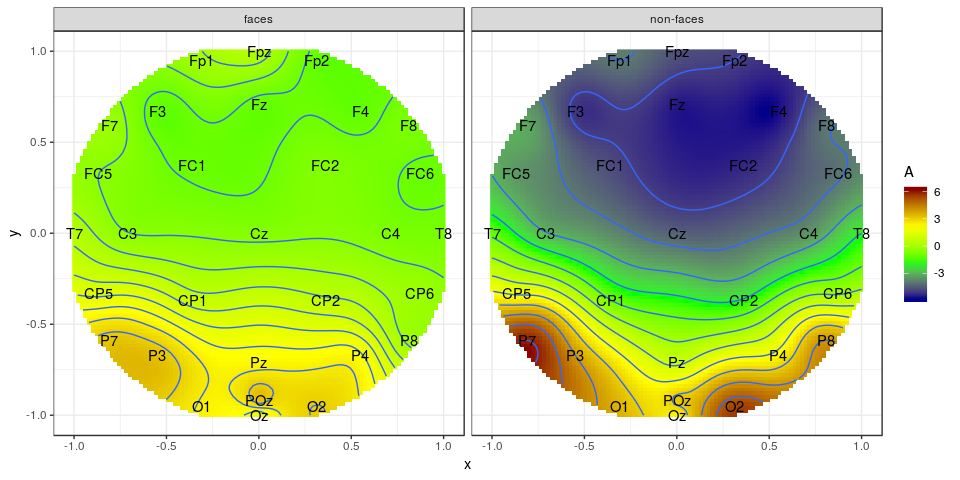 faces
non-faces
1.0
0.5
0.0
-0.5
-1.0
y
Fpz
Fp1
Fp2
Fz
F3
F4
F7
F8
FC1
FC2
FC5
FC6
T7
C3
Cz
C4
T8
CP5
CP1
CP2
CP6
P7
P3
Pz
P4
P8
POz
O1
O2
Oz
Fpz
Fp1
Fp2
Fz
F3
F4
F7
F8
FC1
FC2
FC5
FC6
T7
C3
Cz
C4
T8
CP5
CP1
CP2
CP6
P7
P3
Pz
P4
P8
POz
O1
O2
Oz
A
6
3
0
-3
-1.0 -0.5 0.0 0.5 1.0
-1.0 -0.5 0.0 0.5 1.0
x